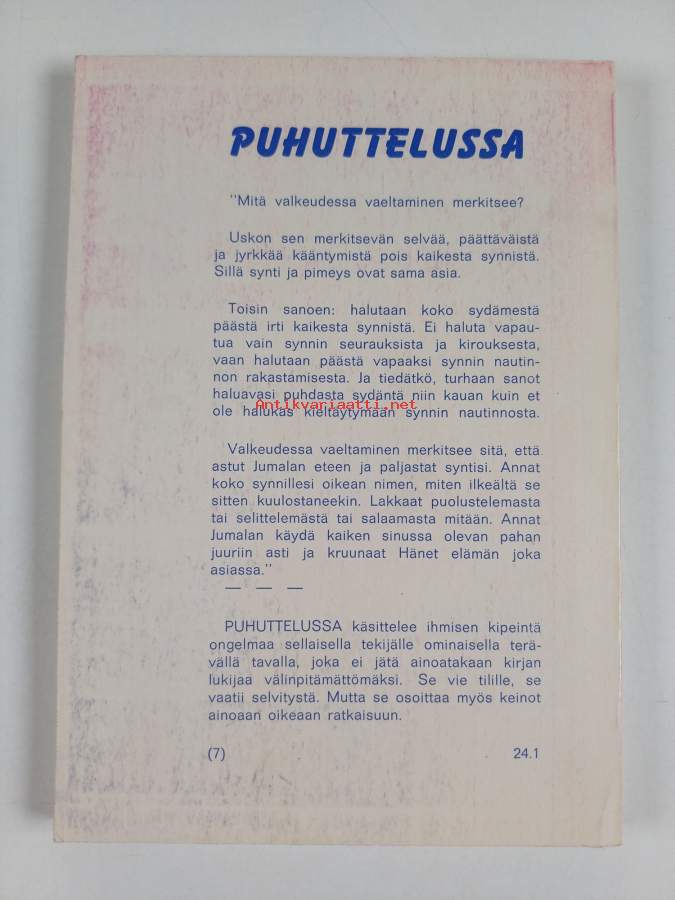 PUHUTTELUSSA
"Mitä valkeudessa vaeltaminen merkitsee?
Uskon sen merkitsevän selvää, päättäväistä
ja jyrkkää kääntymistä pois kaikesta synnistä.
Sillä synti ja pimeys ovat sama asia.
Toisin sanoen: halutaan koko sydämestä
päästä irti kaikesta synnistä. Ei haluta vapau-
tua vain synnin seurauksista ja kirouksesta,
vaan halutaan päästä vapaaksi synnin nautin-
non rakastamisesta. Ja tiedätkö, turhaan sanot
haluavasi puhdasta sydäntä niin kauan kuin et
Antikvariaatti.net
ole halukas kieltäytymään synnin nautinnosta.
Valkeudessa vaeltaminen merkitsee sitä, että
astut Jumalan eteen ja paljastat syntisi. Annat
koko synnillesi oikean nimen, miten ilkeältä se
sitten kuulostaneekin. Lakkaat puolustelemasta
tai selittelemästä tai salaamasta mitään. Annat
Jumalan käydä kaiken sinussa olevan pahan
juuriin asti ja kruunaat Hänet elämän joka
asiassa."
— — —
PUHUTTELUSSA käsittelee ihmisen kipeintä
ongelmaa sellaisella tekijälle ominaisella terä-
vällä tavalla, joka ei jätä ainoatakaan kirjan
lukijaa välinpitämättömäksi. Se vie tilille, se
vaatii selvitystä. Mutta se osoittaa myös keinot
ainoaan oikeaan ratkaisuun.
(7) 24.1